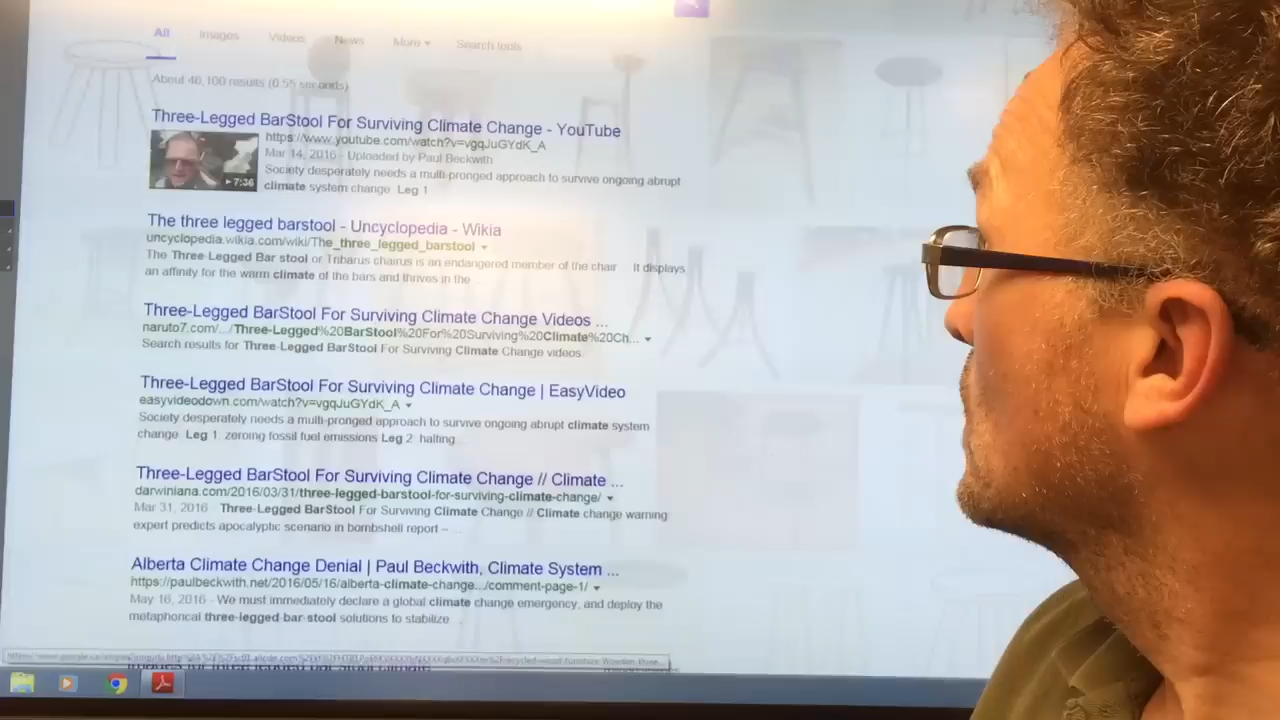 All Images Videos News More Search tools
About 40,100 results (0.55 seconds)
Three-Legged BarStool For Surviving Climate Change - YouTube
https://www.youtube.com/watch?v=vgqJuGYdK_A
Mar 14, 2016 - Uploaded by Paul Beckwith
7:36
Society desperately needs a multi-pronged approach to survive ongoing abrupt
climate system change Leg 1
The three legged barstool - Uncyclopedia - Wikia
uncyclopedia.wikia.com/wiki/The_three_legged_barstool
The Three-Legged Bar stool or Tribarus chairus is an endangered member of the chair It displays
an affinity for the warm climate of the bars and thrives in the
Three-Legged BarStool For Surviving Climate Change Videos ...
naruto7.com/.../Three-Legged%20BarStool%20For%20Surviving%20Climate%20Ch...
Search results for Three-Legged BarStool For Surviving Climate Change videos.
Three-Legged BarStool For Surviving Climate Change | EasyVideo
easyvideodown.com/watch?v=vgqJuGYdK_A
Society desperately needs a multi-pronged approach to survive ongoing abrupt climate system
change. Leg 1: zeroing fossil fuel emissions Leg 2: halting...
Three-Legged BarStool For Surviving Climate Change // Climate ...
darwiniana.com/2016/03/31/three-legged-barstool-for-surviving-climate-change/
Mar 31, 2016 - Three-Legged BarStool For Surviving Climate Change // Climate change warning:
expert predicts apocalyptic scenario in bombshell report – ...
Alberta Climate Change Denial | Paul Beckwith, Climate System ...
https://paulbeckwith.net/2016/05/16/alberta-climate-change.../comment-page-1/
May 16, 2016 - We must immediately declare a global climate change emergency, and deploy the
metaphorical three-legged-bar-stool solutions to stabilize ...